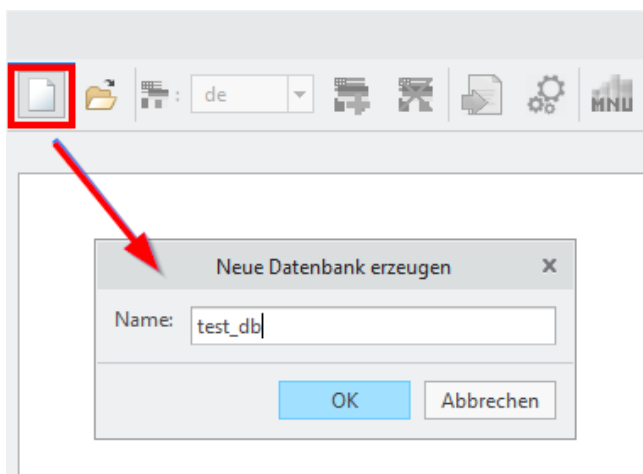 : de
MNU
Neue Datenbank erzeugen x
Name: test_db
OK Abbrechen